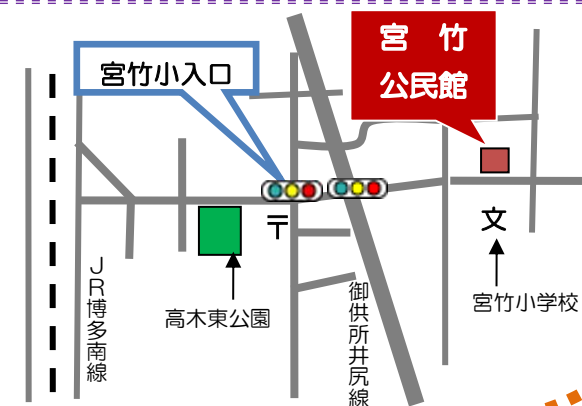 宮竹小入口
宮 竹
公民館
〒
文
宮竹小学校
高木東公園
JR博多南線
御供所井尻線